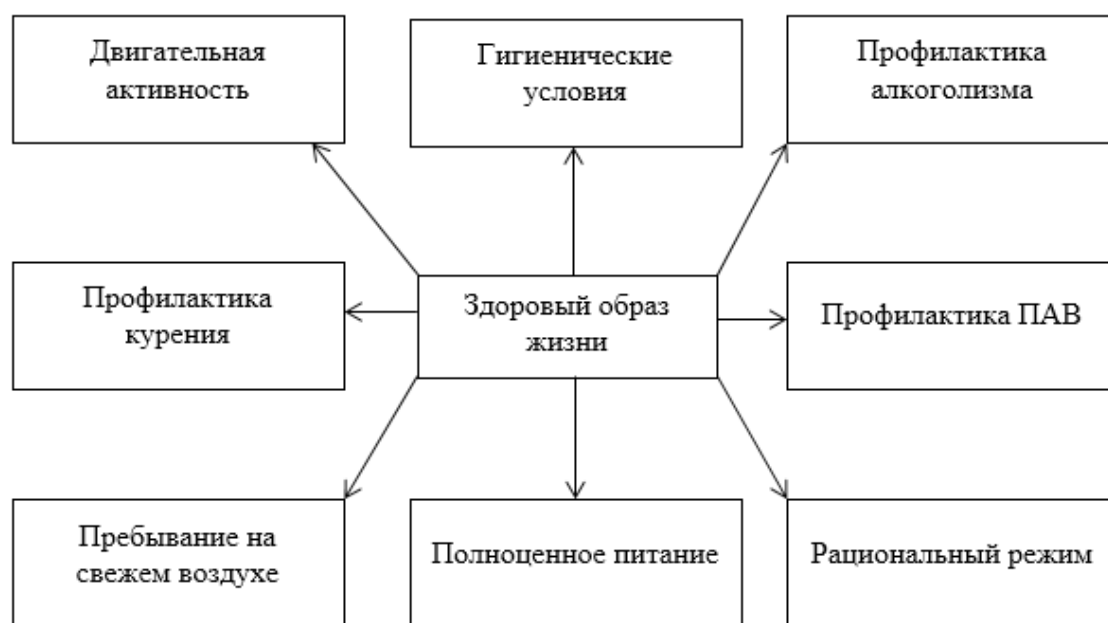 Двигательная
активность
Гигиенические
условия
Профилактика
алкоголизма
Профилактика
курения
Здоровый образ
жизни
Профилактика ПАВ
Пребывание на
свежем воздухе
Полноценное питание
Рациональный режим